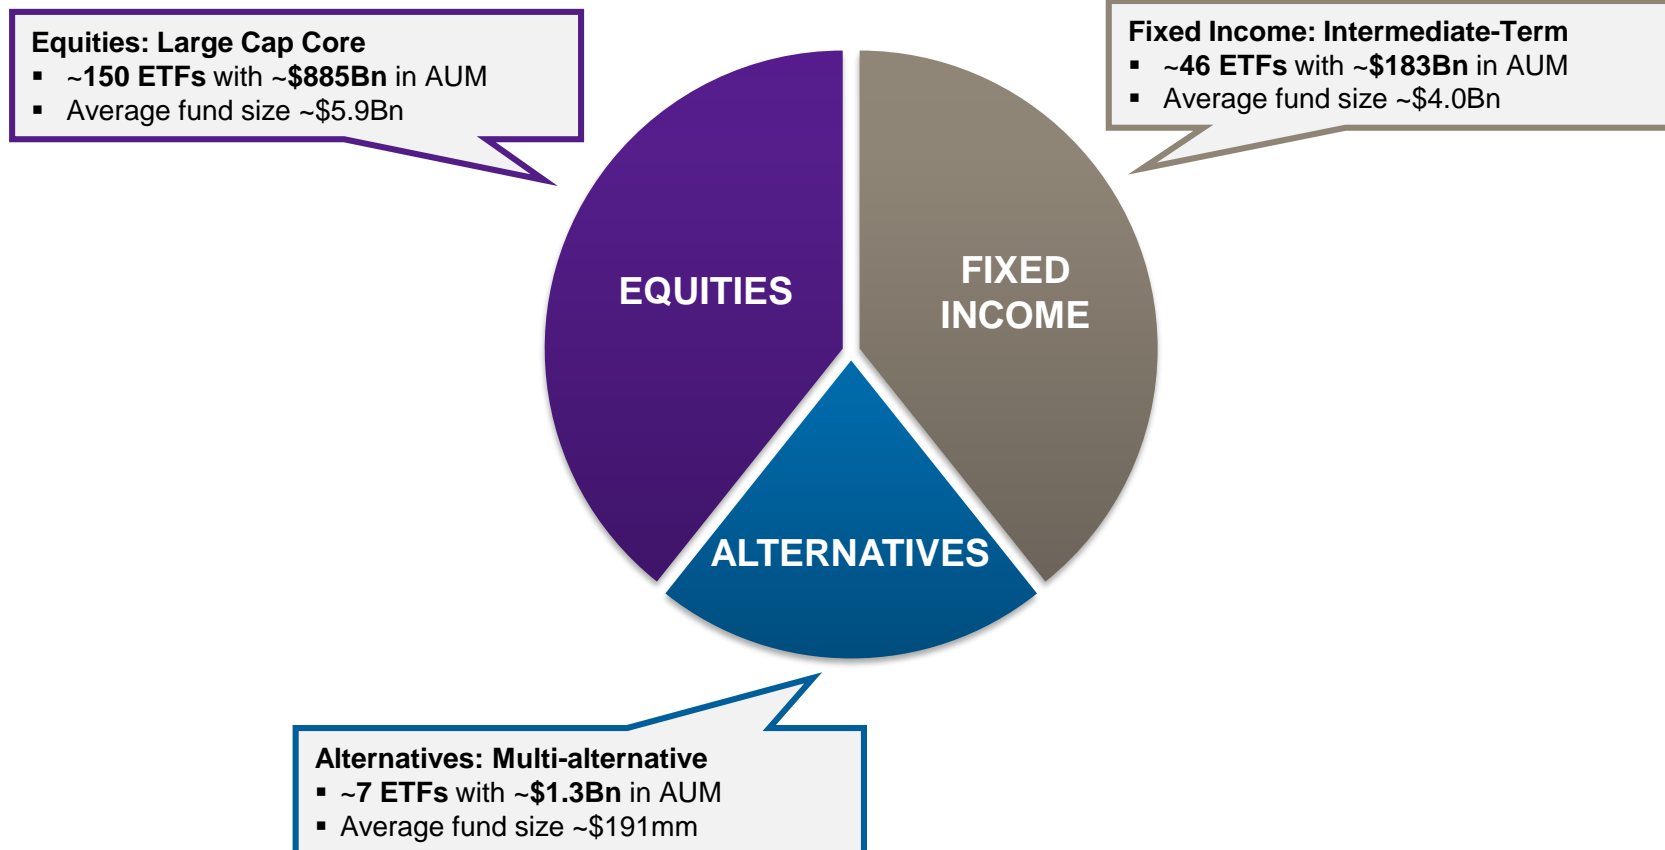 Equities: Large Cap Core
▪ ~150 ETFs with ~$885Bn in AUM
▪ Average fund size ~$5.9Bn
Fixed Income: Intermediate-Term
▪ ~46 ETFs with ~$183Bn in AUM
▪ Average fund size ~$4.0Bn
EQUITIES
FIXED
INCOME
ALTERNATIVES
Alternatives: Multi-alternative
▪ ~7 ETFs with ~$1.3Bn in AUM
▪ Average fund size ~$191mm